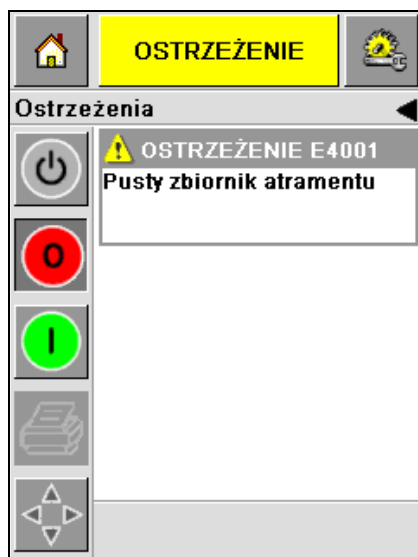 OSTRZEŻENIE
Ostrzeżenia
OSTRZEŻENIE E4001
Pusty zbiornik atramentu
O
I